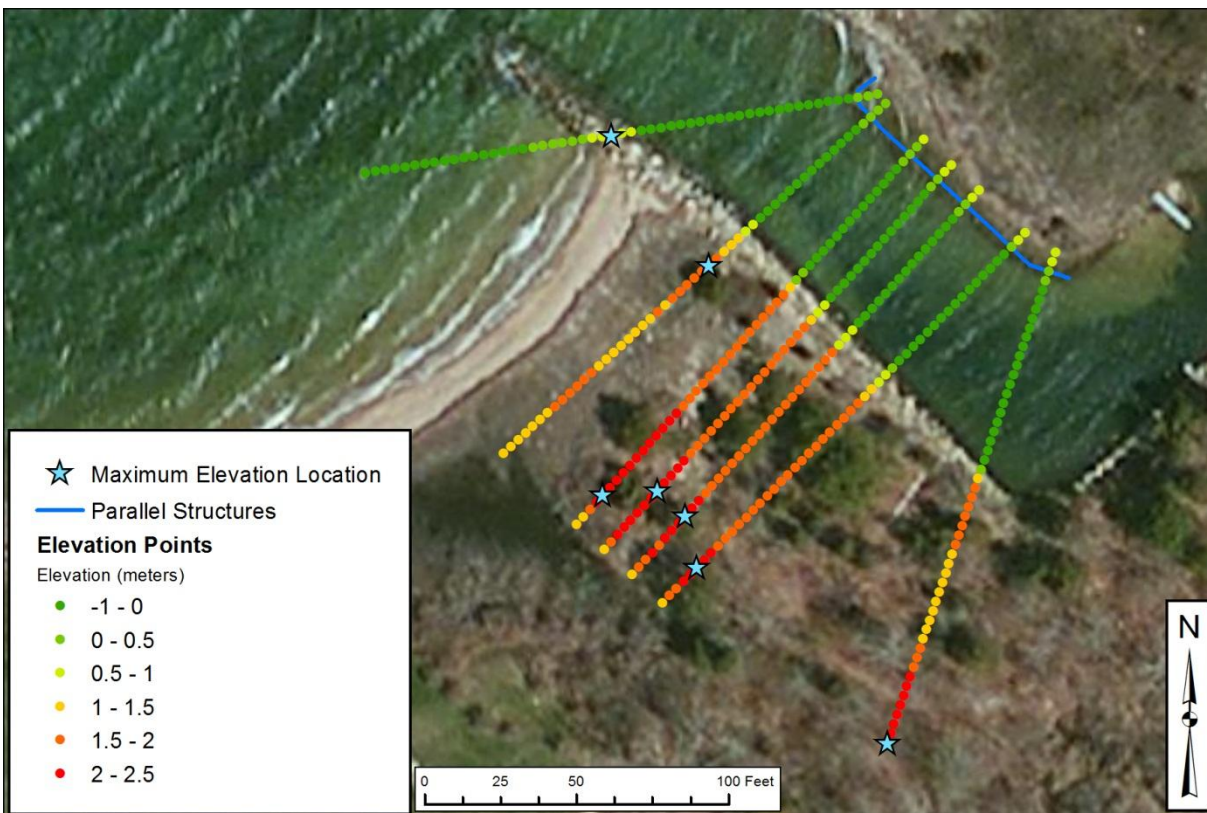 Maximum Elevation Location
Parallel Structures
Elevation Points
Elevation (meters)
-1 - 0
0 - 0.5
0.5 - 1
1 - 1.5
1.5 - 2
2 - 2.5
0 25 50 100 Feet
N